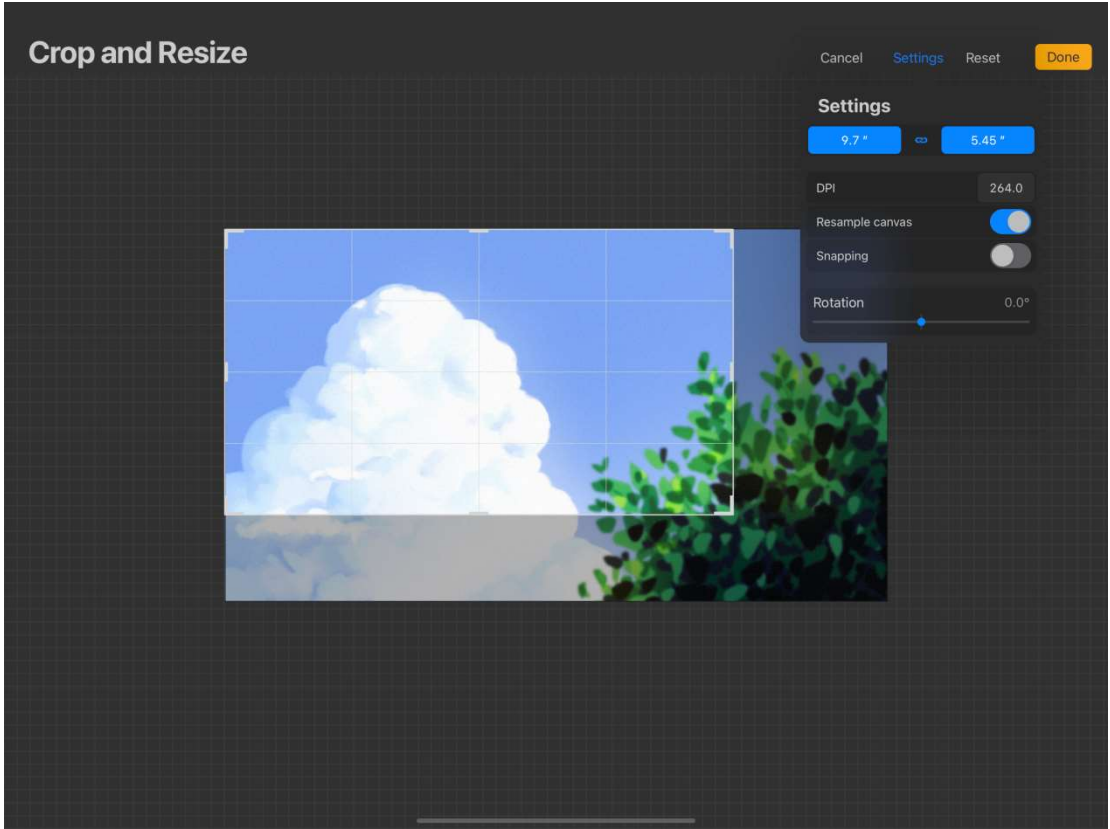 Crop and Resize
Cancel Settings Reset Done
Settings
9.7 " 5.45 "
DPI 264.0
Resample canvas
Snapping
Rotation 0.0°